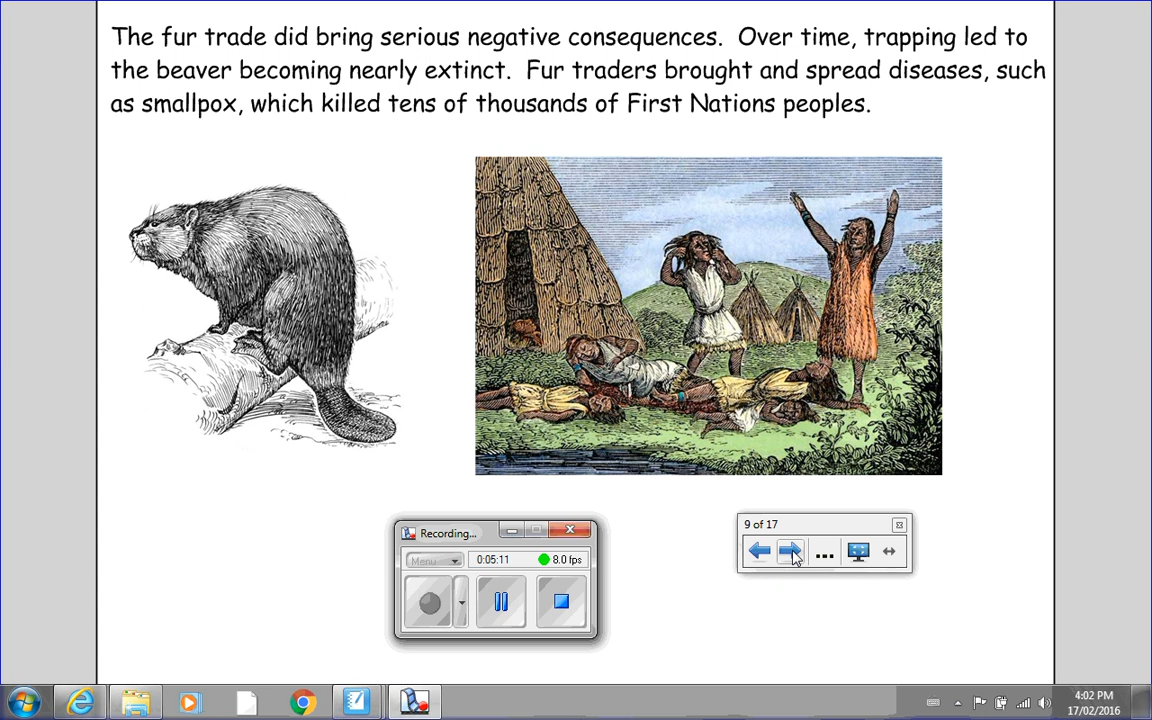 The fur trade did bring serious negative consequences. Over time, trapping led to
the beaver becoming nearly extinct. Fur traders brought and spread diseases, such
as smallpox, which killed tens of thousands of First Nations peoples.
Recording...
Menu
0:05:11
8.0 fps
9 of 17
...
4:02 PM
17/02/2016